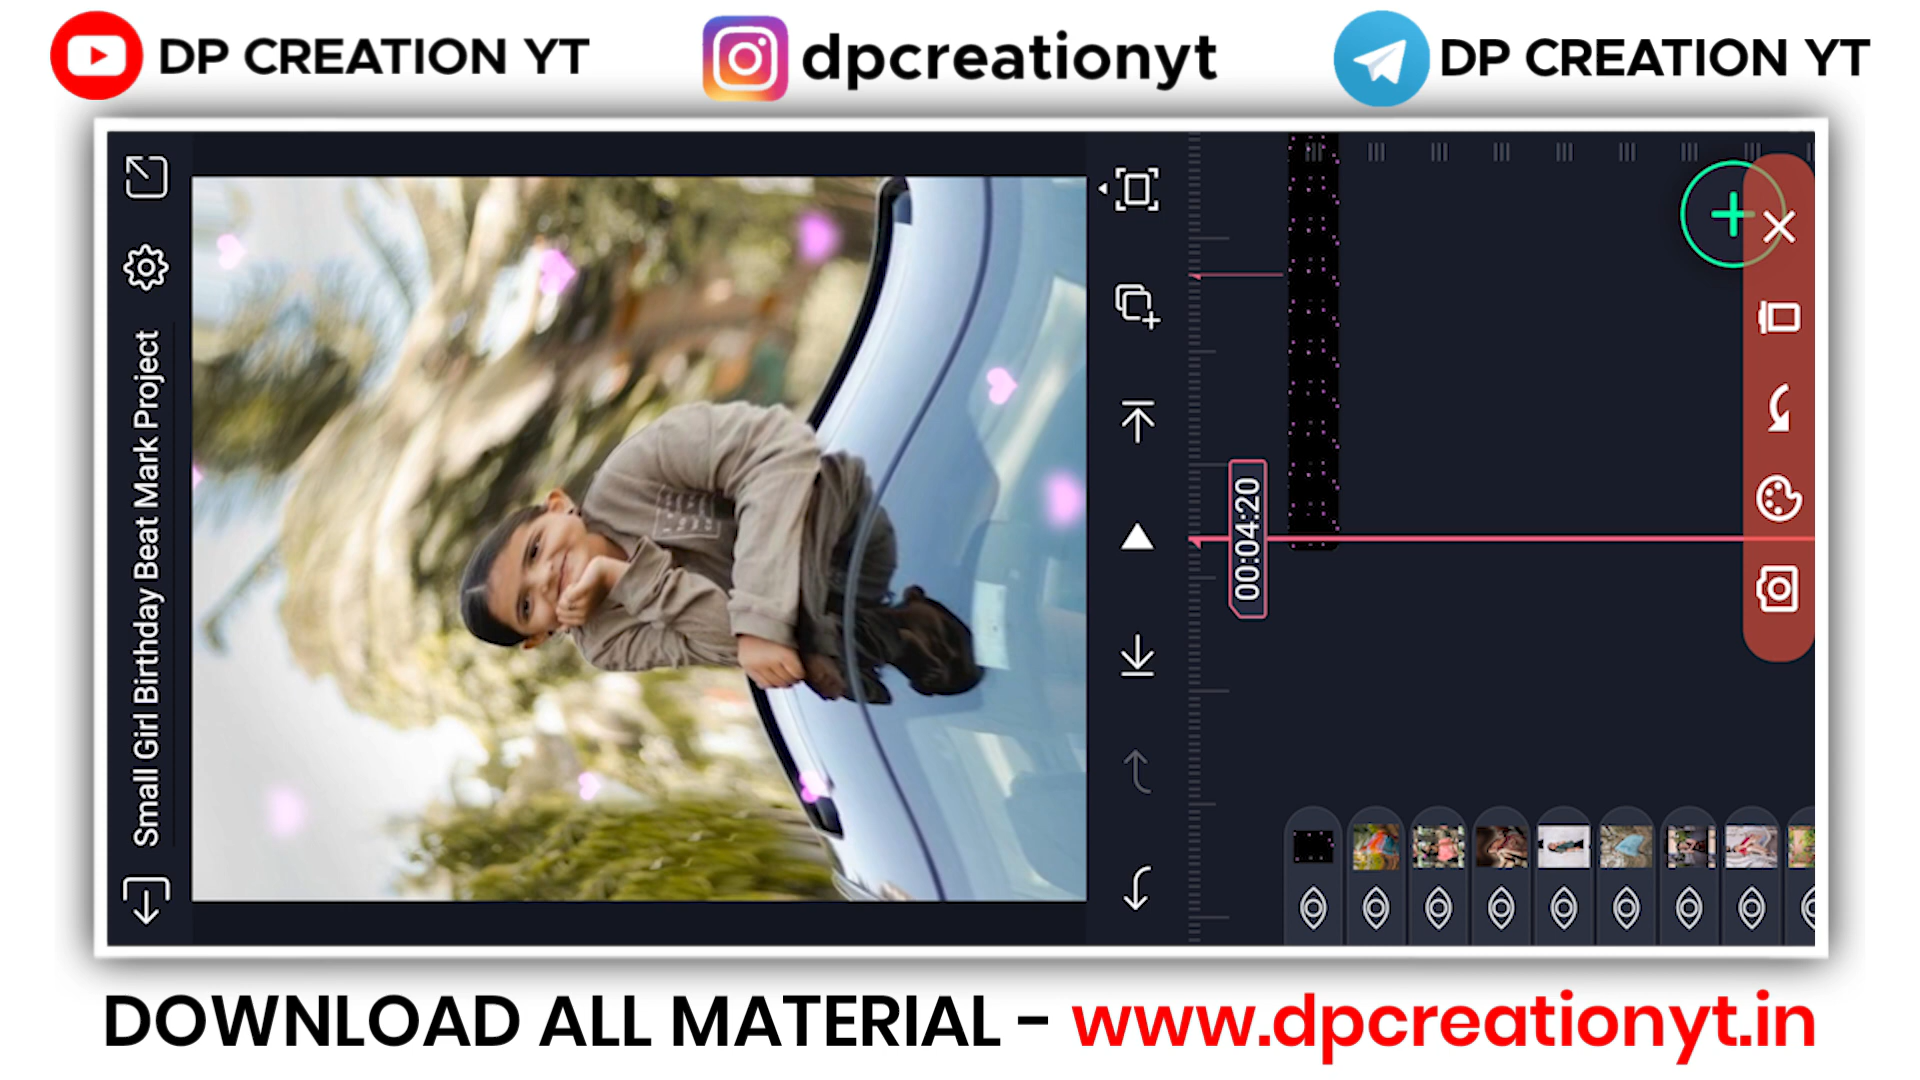 DP CREATION YT
dpcreationyt
DP CREATION YT
Small Girl Birthday Beat Mark Project
00:04:20
DOWNLOAD ALL MATERIAL - www.dpcreationyt.in